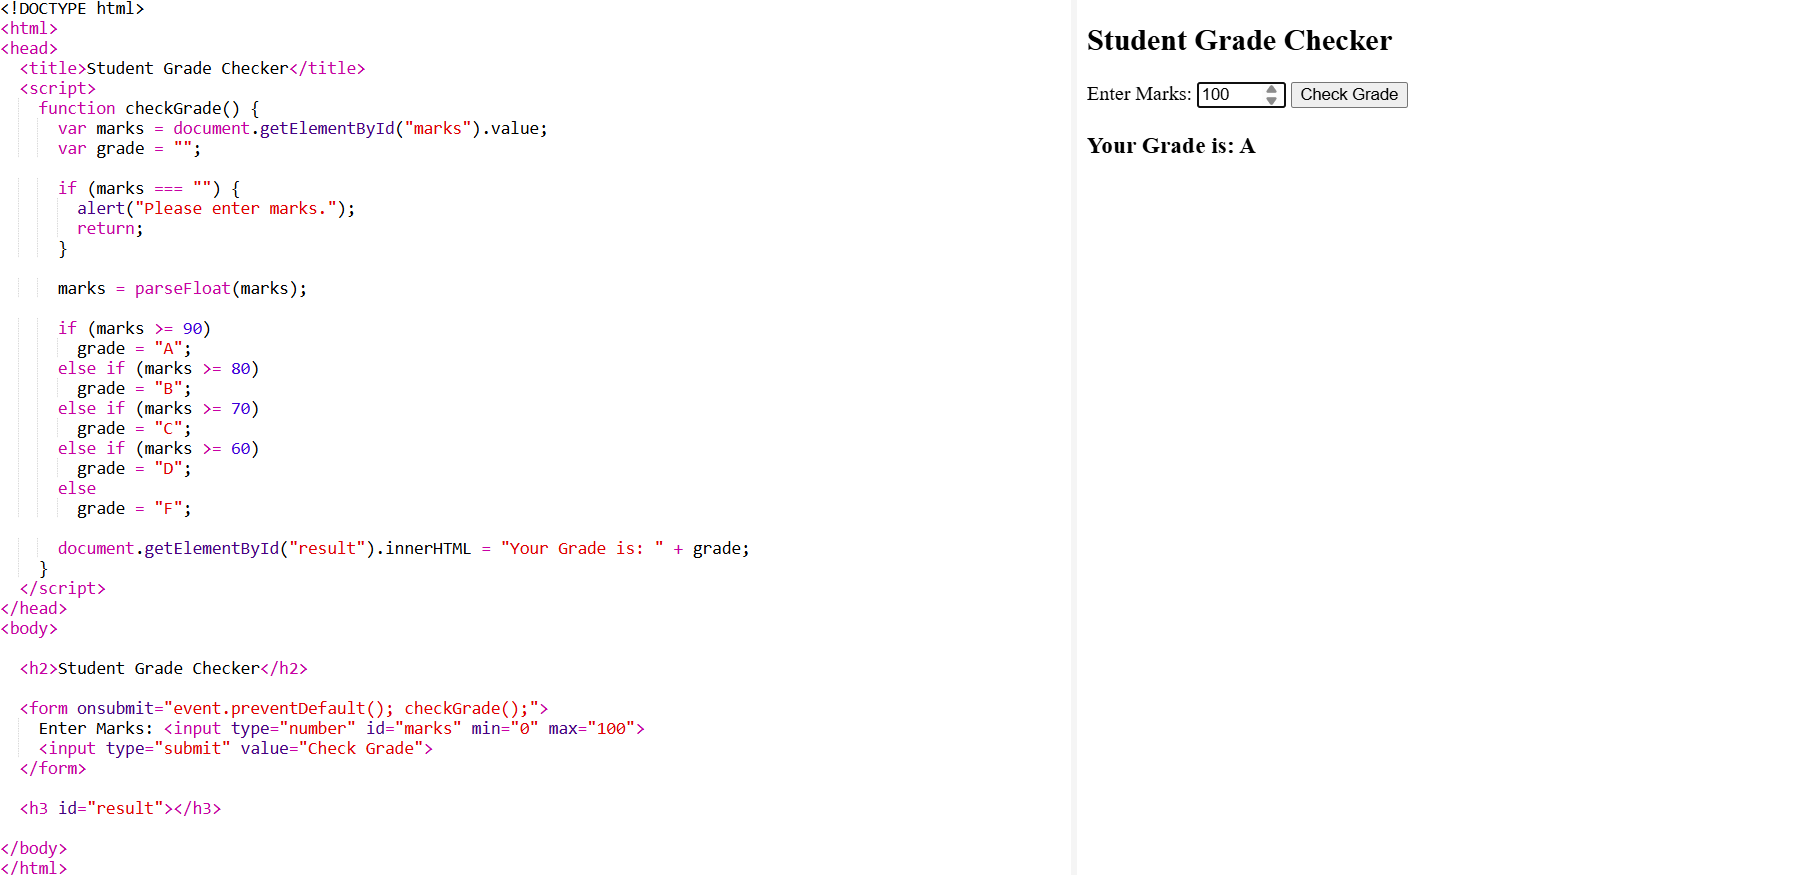 <!DOCTYPE html>
<html>
<head>
  <title>Student Grade Checker</title>
  <script>
    function checkGrade() {
      var marks = document.getElementById("marks").value;
      var grade = "";

      if (marks === "") {
        alert("Please enter marks.");
        return;
      }

      marks = parseFloat(marks);

      if (marks >= 90)
        grade = "A";
      else if (marks >= 80)
        grade = "B";
      else if (marks >= 70)
        grade = "C";
      else if (marks >= 60)
        grade = "D";
      else
        grade = "F";

      document.getElementById("result").innerHTML = "Your Grade is: " + grade;
    }
  </script>
</head>
<body>

  <h2>Student Grade Checker</h2>

  <form onsubmit="event.preventDefault(); checkGrade();">
    Enter Marks: <input type="number" id="marks" min="0" max="100">
    <input type="submit" value="Check Grade">
  </form>

  <h3 id="result"></h3>

</body>
</html>
Student Grade Checker
Enter Marks: 100 Check Grade
Your Grade is: A